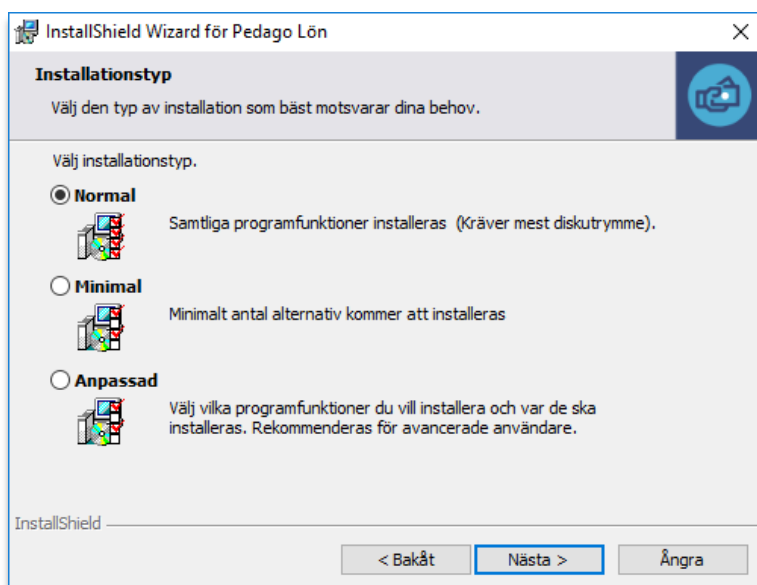 InstallShield Wizard för Pedago Lön
Installationstyp
Välj den typ av installation som bäst motsvarar dina behov.
Välj installationstyp.
Normal
Samtliga programfunktioner installeras (Kräver mest diskutrymme).
Minimal
Minimalt antal alternativ kommer att installeras
Anpassad
Välj vilka programfunktioner du vill installera och var de ska
installeras. Rekommenderas för avancerade användare.
InstallShield
< Bakåt Nästa > Ångra